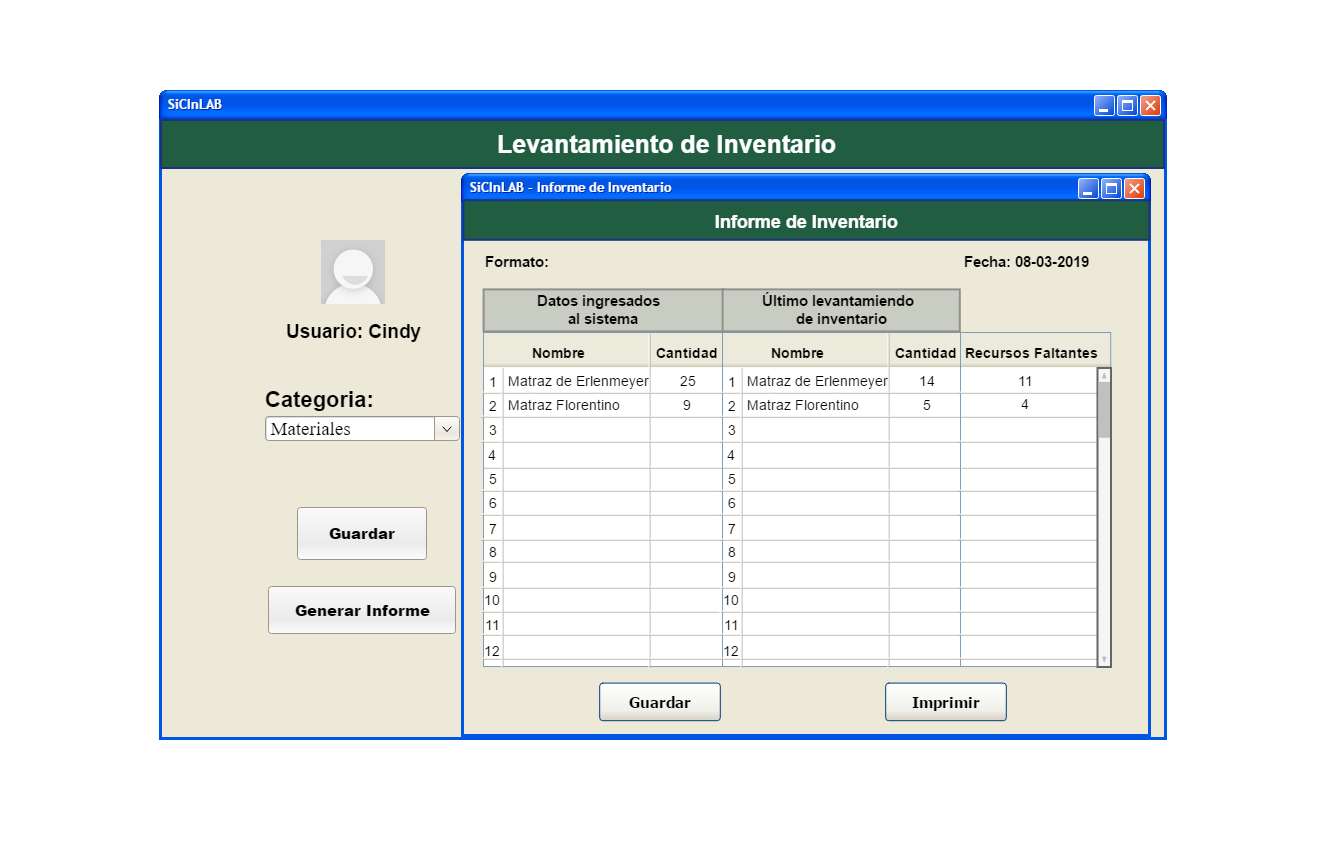 SiCInLAB
Levantamiento de Inventario
Usuario: Cindy
Categoria:
Materiales
Guardar
Generar Informe
SiCInLAB - Informe de Inventario
Informe de Inventario
Formato:
Fecha: 08-03-2019
Datos ingresados
al sistema
Último levantamiendo
de inventario
Nombre Cantidad Nombre Cantidad Recursos Faltantes
1 Matraz de Erlenmeyer 25 1 Matraz de Erlenmeyer 14 11
2 Matraz Florentino 9 2 Matraz Florentino 5 4
3 3
4 4
5 5
6 6
7 7
8 8
9 9
10 10
11 11
12 12
Guardar
Imprimir